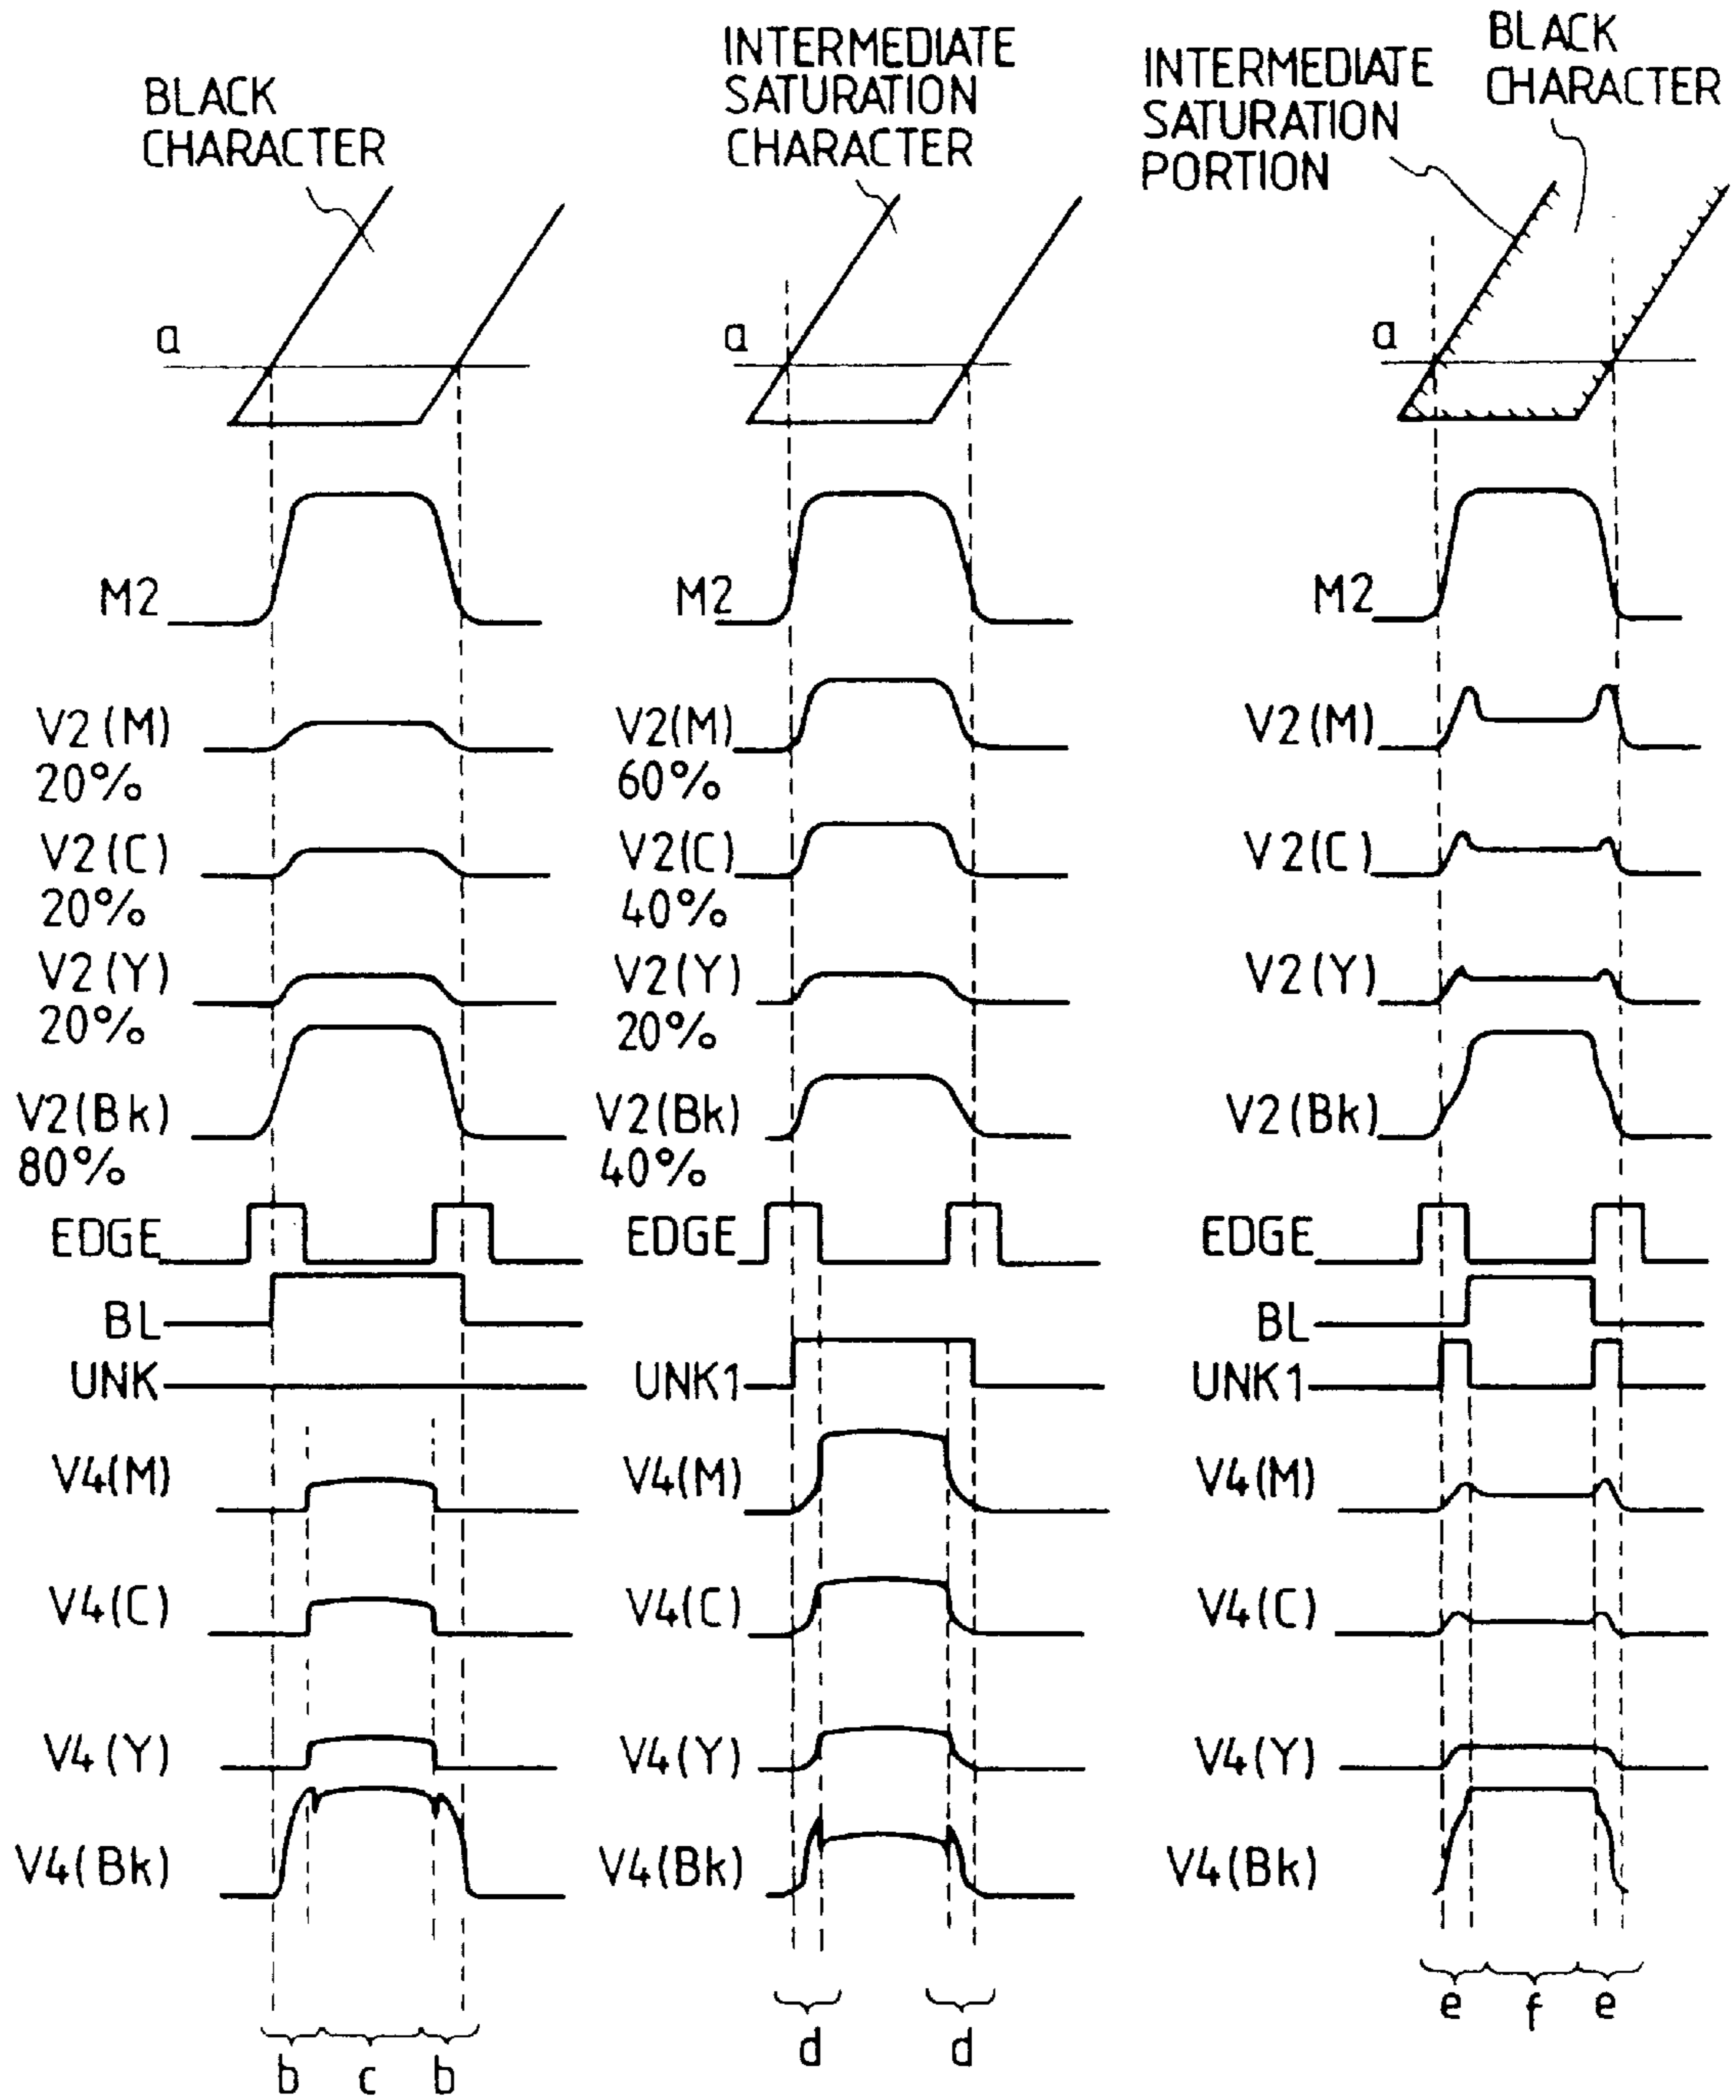 BLACK
CHARACTER
a
M2
V2(M)
20%
V2(C)
20%
V2(Y)
20%
V2(Bk)
80%
EDGE
BL
UNK
V4(M)
V4(C)
V4(Y)
V4(Bk)
b c b
INTERMEDIATE
SATURATION
CHARACTER
a
M2
V2(M)
60%
V2(C)
40%
V2(Y)
20%
V2(Bk)
40%
EDGE
UNK1
V4(M)
V4(C)
V4(Y)
V4(Bk)
d d
INTERMEDIATE
SATURATION
PORTION
BLACK
CHARACTER
a
M2
V2(M)
V2(C)
V2(Y)
V2(Bk)
EDGE
BL
UNK1
V4(M)
V4(C)
V4(Y)
V4(Bk)
e f e